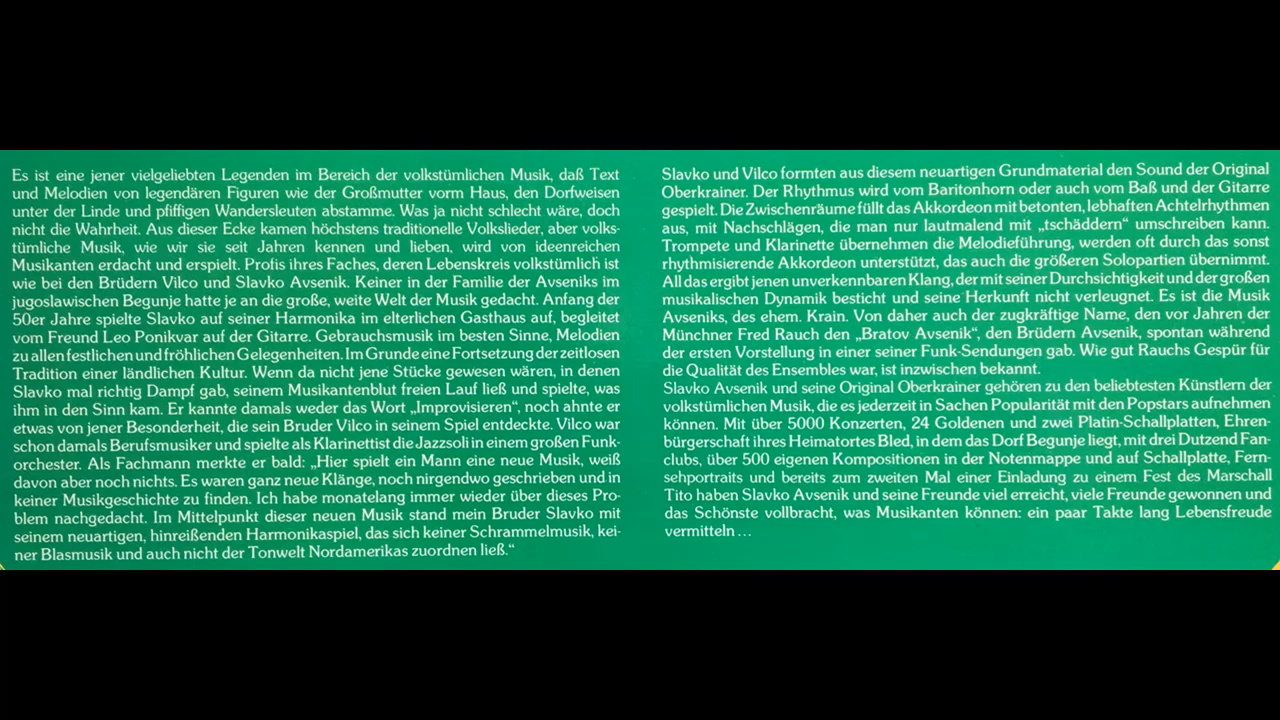 Es ist eine jener vielgeliebten Legenden im Bereich der volkstümlichen Musik, daß Text
und Melodien von legendären Figuren wie der Großmutter vorm Haus, den Dorfweisen
unter der Linde und pfiffigen Wandersleuten abstamme. Was ja nicht schlecht wäre, doch
nicht die Wahrheit. Aus dieser Ecke kamen höchstens traditionelle Volkslieder, aber volks-
tümliche Musik, wie wir sie seit Jahren kennen und lieben, wird von ideenreichen
Musikanten erdacht und erspielt. Profis ihres Faches, deren Lebenskreis volkstümlich ist
wie bei den Brüdern Vilco und Slavko Avsenik. Keiner in der Familie der Avseniks im
jugoslawischen Begunje hatte je an die große, weite Welt der Musik gedacht. Anfang der
50er Jahre spielte Slavko auf seiner Harmonika im elterlichen Gasthaus auf, begleitet
vom Freund Leo Ponikvar auf der Gitarre. Gebrauchsmusik im besten Sinne, Melodien
zu allen festlichen und fröhlichen Gelegenheiten. Im Grunde eine Fortsetzung der zeitlosen
Tradition einer ländlichen Kultur. Wenn da nicht jene Stücke gewesen wären, in denen
Slavko mal richtig Dampf gab, seinem Musikantenblut freien Lauf ließ und spielte, was
ihm in den Sinn kam. Er kannte damals weder das Wort „Improvisieren“, noch ahnte er
etwas von jener Besonderheit, die sein Bruder Vilco in seinem Spiel entdeckte. Vilco war
schon damals Berufsmusiker und spielte als Klarinettist die Jazzsoli in einem großen Funk-
orchester. Als Fachmann merkte er bald: „Hier spielt ein Mann eine neue Musik, weiß
davon aber noch nichts. Es waren ganz neue Klänge, noch nirgendwo geschrieben und in
keiner Musikgeschichte zu finden. Ich habe monatelang immer wieder über dieses Pro-
blem nachgedacht. Im Mittelpunkt dieser neuen Musik stand mein Bruder Slavko mit
seinem neuartigen, hinreißenden Harmonikaspiel, das sich keiner Schrammelmusik, kei-
ner Blasmusik und auch nicht der Tonwelt Nordamerikas zuordnen ließ.“
Slavko und Vilco formten aus diesem neuartigen Grundmaterial den Sound der Original
Oberkrainer. Der Rhythmus wird vom Baritonhorn oder auch vom Baß und der Gitarre
gespielt. Die Zwischenräume füllt das Akkordeon mit betonten, lebhaften Achtelrhythmen
aus, mit Nachschlägen, die man nur lautmalend mit „tschäddern“ umschreiben kann.
Trompete und Klarinette übernehmen die Melodieführung, werden oft durch das sonst
rhythmisierende Akkordeon unterstützt, das auch die größeren Solopartien übernimmt.
All das ergibt jenen unverkennbaren Klang, der mit seiner Durchsichtigkeit und der großen
musikalischen Dynamik besticht und seine Herkunft nicht verleugnet. Es ist die Musik
Avseniks, des ehem. Krain. Von daher auch der zugkräftige Name, den vor Jahren der
Münchner Fred Rauch den „Bratov Avsenik“, den Brüdern Avsenik, spontan während
der ersten Vorstellung in einer seiner Funk-Sendungen gab. Wie gut Rauchs Gespür für
die Qualität des Ensembles war, ist inzwischen bekannt.
Slavko Avsenik und seine Original Oberkrainer gehören zu den beliebtesten Künstlern der
volkstümlichen Musik, die es jederzeit in Sachen Popularität mit den Popstars aufnehmen
können. Mit über 5000 Konzerten, 24 Goldenen und zwei Platin-Schallplatten, Ehren-
bürgerschaft ihres Heimatortes Bled, in dem das Dorf Begunje liegt, mit drei Dutzend Fan-
clubs, über 500 eigenen Kompositionen in der Notenmappe und auf Schallplatte, Fern-
sehportraits und bereits zum zweiten Mal einer Einladung zu einem Fest des Marschall
Tito haben Slavko Avsenik und seine Freunde viel erreicht, viele Freunde gewonnen und
das Schönste vollbracht, was Musikanten können: ein paar Takte lang Lebensfreude
vermitteln ...